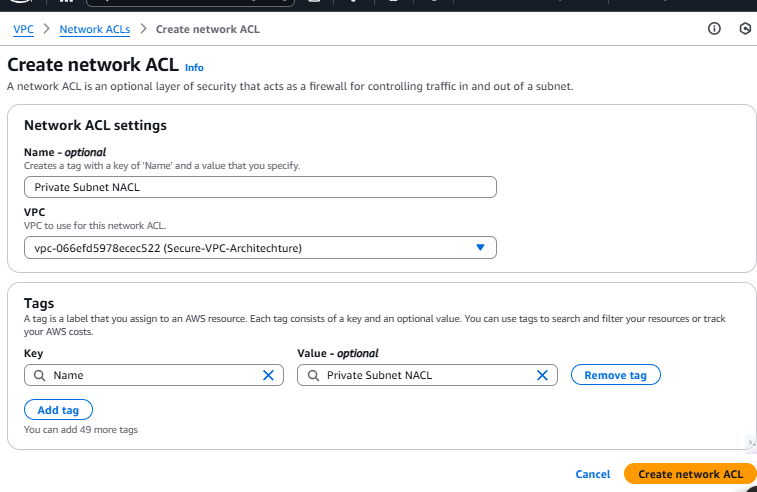 VPC > Network ACLs > Create network ACL
Create network ACL Info
A network ACL is an optional layer of security that acts as a firewall for controlling traffic in and out of a subnet.
Network ACL settings
Name - optional
Creates a tag with a key of 'Name' and a value that you specify.
Private Subnet NACL
VPC
VPC to use for this network ACL.
vpc-066efd5978ecec522 (Secure-VPC-Architechture)
Tags
A tag is a label that you assign to an AWS resource. Each tag consists of a key and an optional value. You can use tags to search and filter your resources or track
your AWS costs.
Key Value - optional
Name Private Subnet NACL Remove tag
Add tag
You can add 49 more tags
Cancel Create network ACL